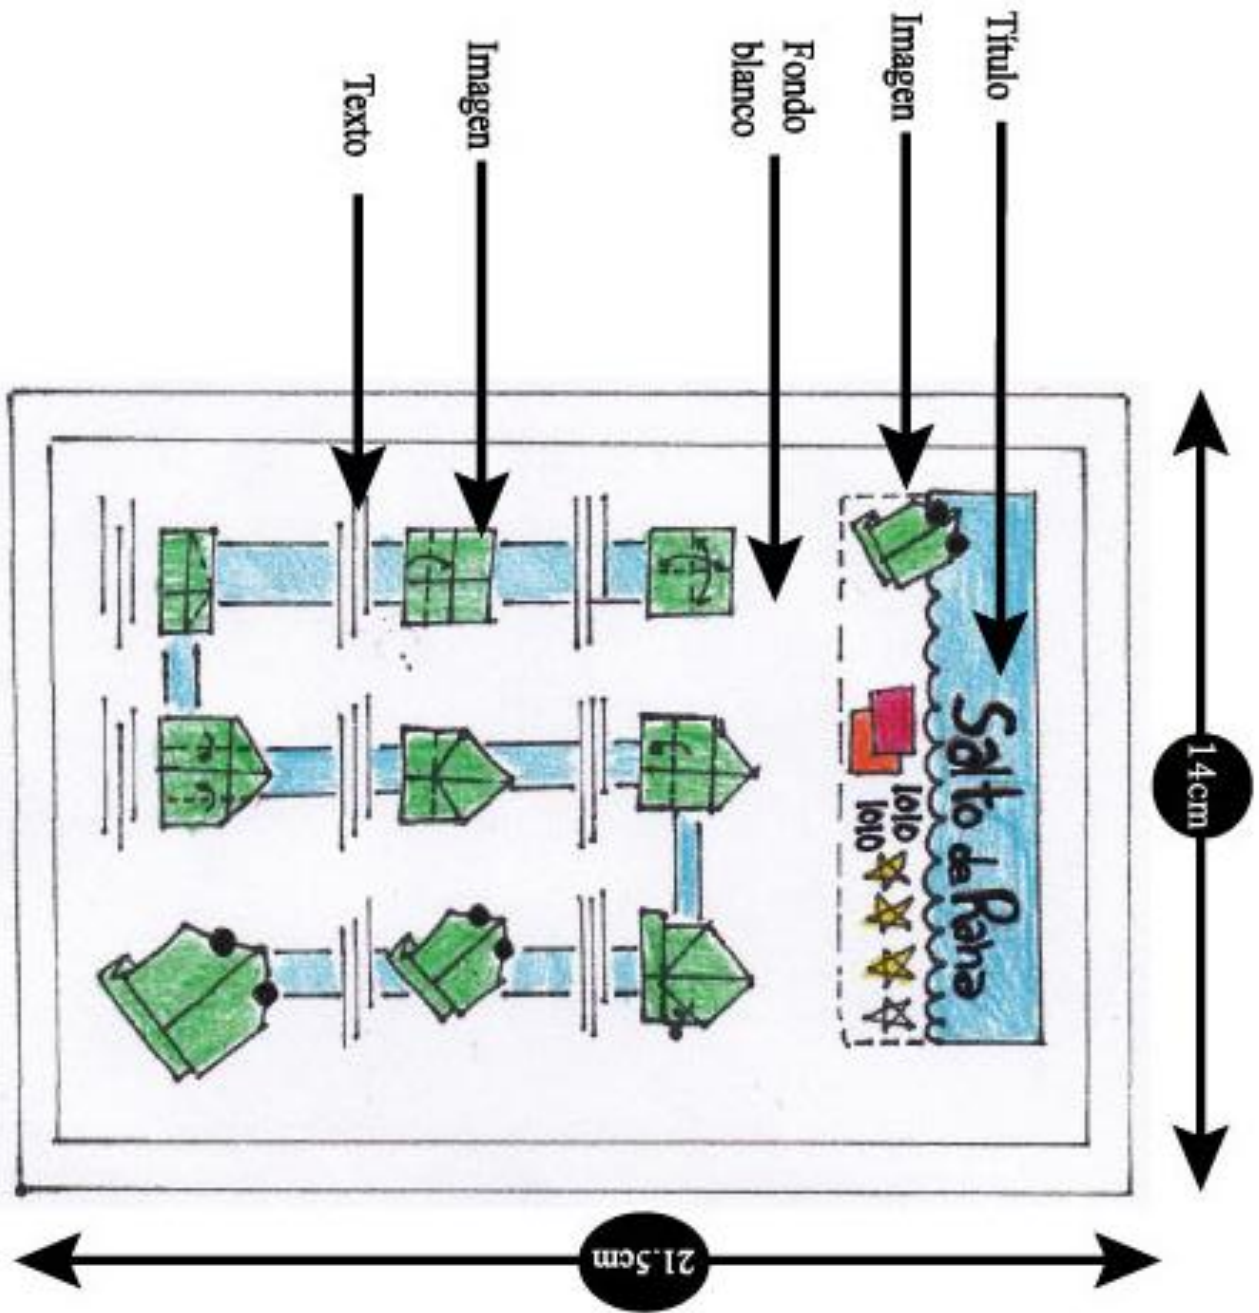 14cm
Título
Imagen
Fondo
blanco
Imagen
Texto
Salto de Rana
1010
1010
21.5cm